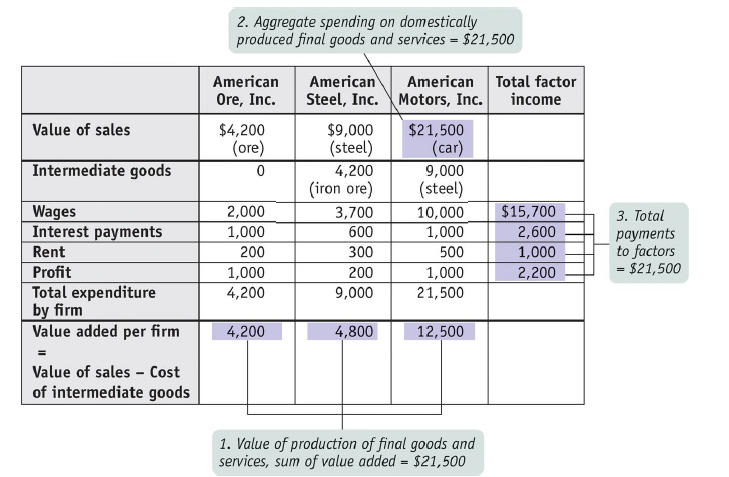 2. Aggregate spending on domestically
produced final goods and services = $21,500
American Ore, Inc. American Steel, Inc. American Motors, Inc. Total factor income
Value of sales $4,200 (ore) $9,000 (steel) $21,500 (car)
Intermediate goods 0 4,200 (iron ore) 9,000 (steel)
Wages 2,000 3,700 10,000 $15,700
Interest payments 1,000 600 1,000 2,600
Rent 200 300 500 1,000
Profit 1,000 200 1,000 2,200
Total expenditure by firm 4,200 9,000 21,500
Value added per firm 4,200 4,800 12,500
=
Value of sales – Cost
of intermediate goods
3. Total
payments
to factors
= $21,500
1. Value of production of final goods and
services, sum of value added = $21,500